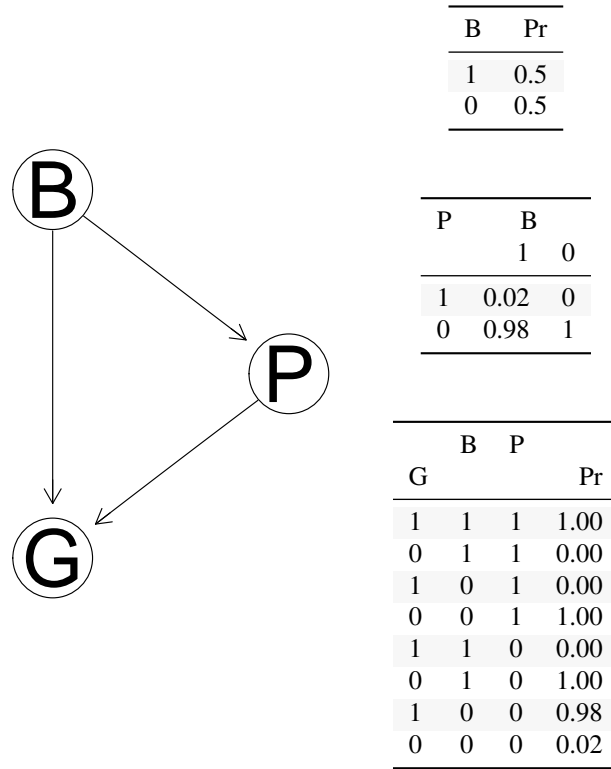 B
P
G
B Pr
1 0.5
0 0.5
P B
1 0
1 0.02 0
0 0.98 1
B P
G Pr
1 1 1 1.00
0 1 1 0.00
1 0 1 0.00
0 0 1 1.00
1 1 0 0.00
0 1 0 1.00
1 0 0 0.98
0 0 0 0.02